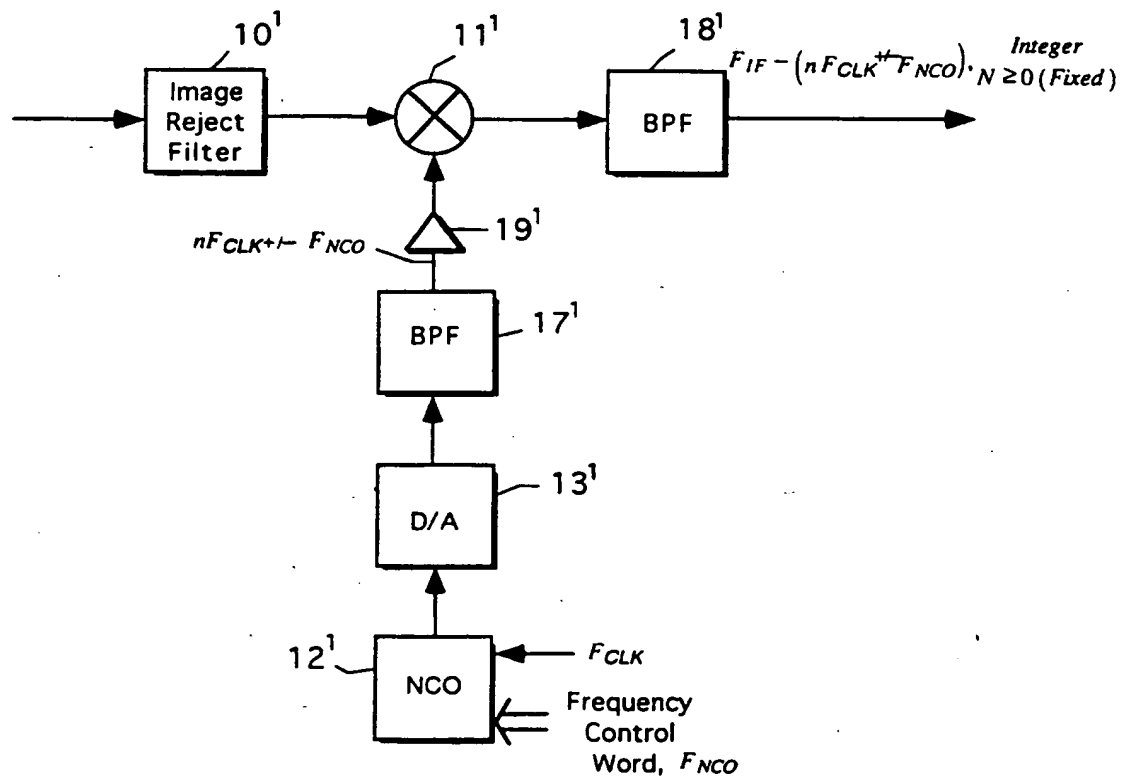 10¹
Image
Reject
Filter
11¹
18¹
BPF
F_IF − (nF_CLK +/− F_NCO). Integer
N ≥ 0 (Fixed)
19¹
nF_CLK +/− F_NCO
BPF
17¹
D/A
13¹
12¹
NCO
F_CLK
Frequency
Control
Word, F_NCO